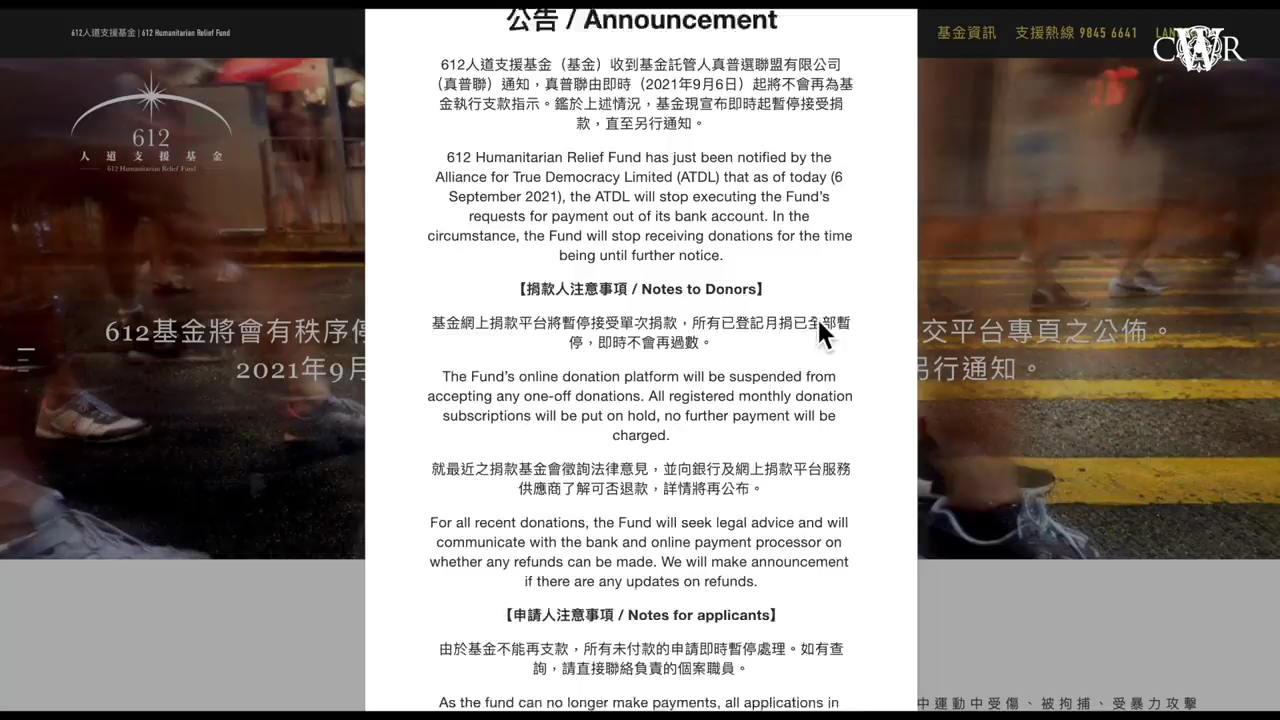 612人道支援基金 | 612 Humanitarian Relief Fund
基金資訊 支援熱線 9845 6641
612
人道支援基金
612 Humanitarian Relief Fund
612基金將會有秩序
2021年9月
交平台專頁之公佈。
行通知。
公告 / Announcement
612人道支援基金（基金）收到基金託管人真普選聯盟有限公司
（真普聯）通知，真普聯由即時（2021年9月6日）起將不會再為基
金執行支款指示。鑑於上述情況，基金現宣布即時起暫停接受捐
款，直至另行通知。
612 Humanitarian Relief Fund has just been notified by the
Alliance for True Democracy Limited (ATDL) that as of today (6
September 2021), the ATDL will stop executing the Fund’s
requests for payment out of its bank account. In the
circumstance, the Fund will stop receiving donations for the time
being until further notice.
【捐款人注意事項 / Notes to Donors】
基金網上捐款平台將暫停接受單次捐款，所有已登記月捐已全部暫
停，即時不會再過數。
The Fund’s online donation platform will be suspended from
accepting any one-off donations. All registered monthly donation
subscriptions will be put on hold, no further payment will be
charged.
就最近之捐款基金會徵詢法律意見，並向銀行及網上捐款平台服務
供應商了解可否退款，詳情將再公布。
For all recent donations, the Fund will seek legal advice and will
communicate with the bank and online payment processor on
whether any refunds can be made. We will make announcement
if there are any updates on refunds.
【申請人注意事項 / Notes for applicants】
由於基金不能再支款，所有未付款的申請即時暫停處理。如有查
詢，請直接聯絡負責的個案職員。
As the fund can no longer make payments, all applications in
中運動中受傷、被拘捕、受暴力攻擊